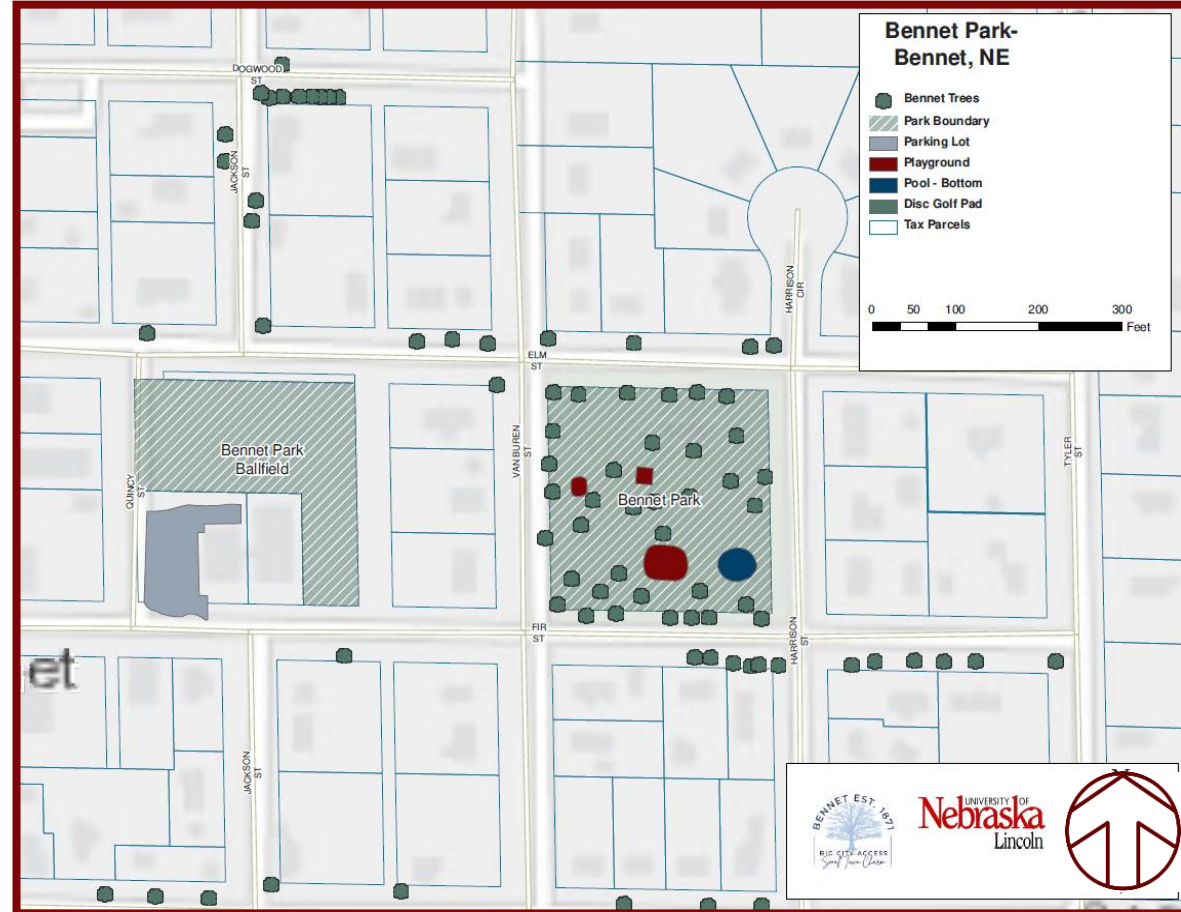 Bennet Park-
Bennet, NE
Bennet Trees
Park Boundary
Parking Lot
Playground
Pool - Bottom
Disc Golf Pad
Tax Parcels
0 50 100 200 300
Feet
DOGWOOD
ST
JACKSON
ST
HARRISON
CIR
ELM
ST
Bennet Park
Ballfield
QUINCY
ST
VAN BUREN
ST
Bennet Park
TYLER
ST
FIR
ST
HARRISON
ST
et
JACKSON
ST
BENNET EST. 1871
BIG CITY ACCESS
Small Town Charm
UNIVERSITY OF
Nebraska
Lincoln